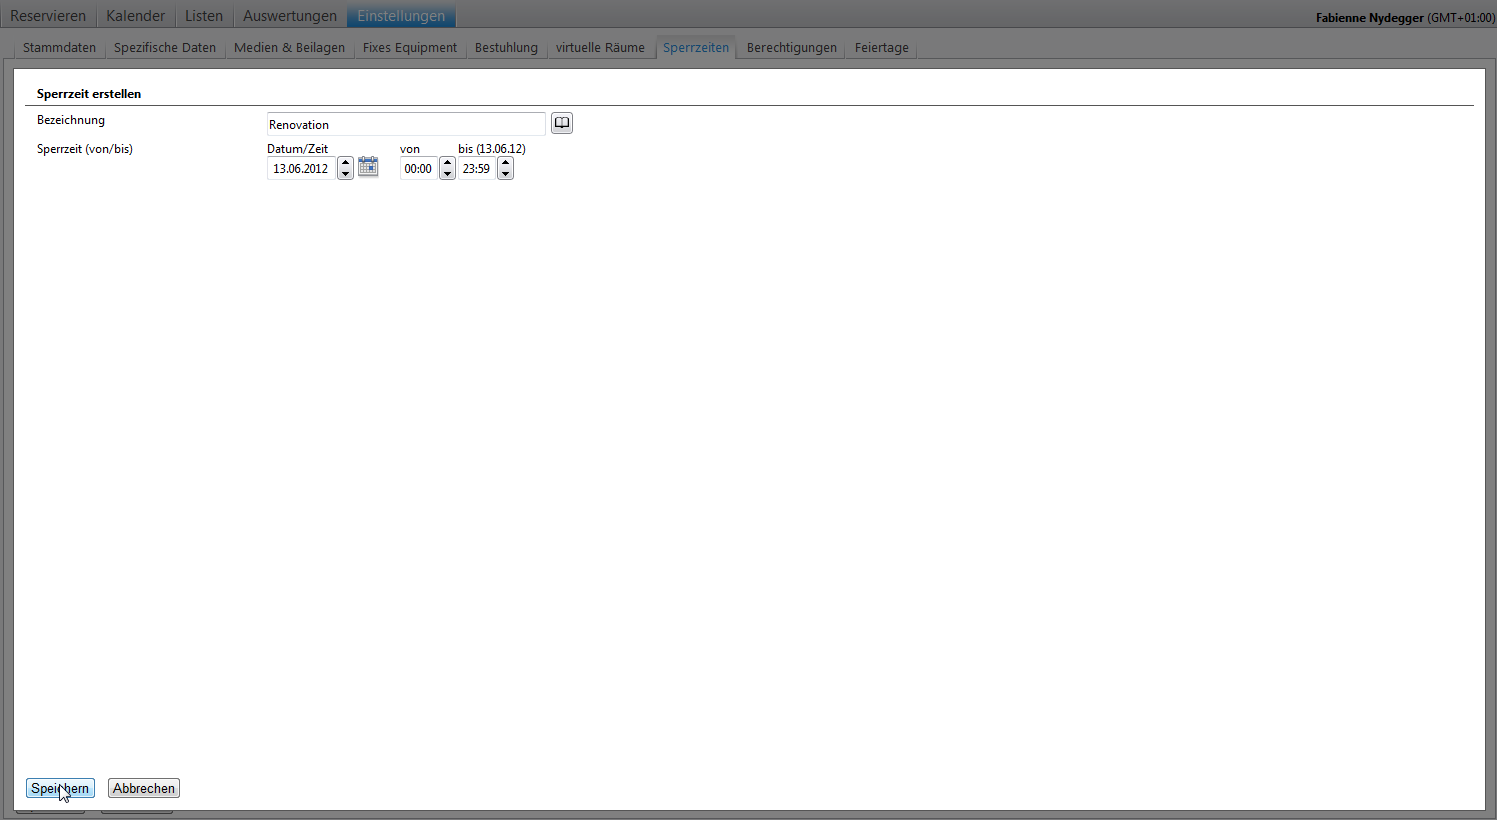 Reservieren Kalender Listen Auswertungen Einstellungen Fabienne Nydegger (GMT+01:00)
Stammdaten Spezifische Daten Medien & Beilagen Fixes Equipment Bestuhlung virtuelle Räume Sperrzeiten Berechtigungen Feiertage
Sperrzeit erstellen
Bezeichnung Renovation
Sperrzeit (von/bis) Datum/Zeit von bis (13.06.12)
13.06.2012 00:00 23:59
Speichern Abbrechen